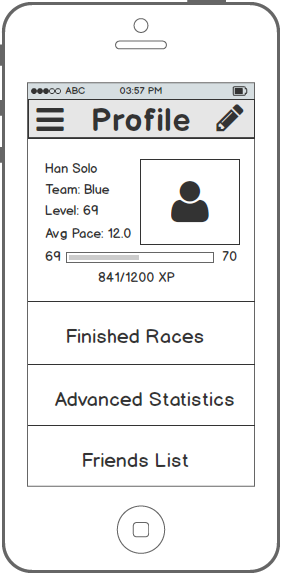 ABC 03:57 PM
Profile
Han Solo
Team: Blue
Level: 69
Avg Pace: 12.0
69 70
841/1200 XP
Finished Races
Advanced Statistics
Friends List